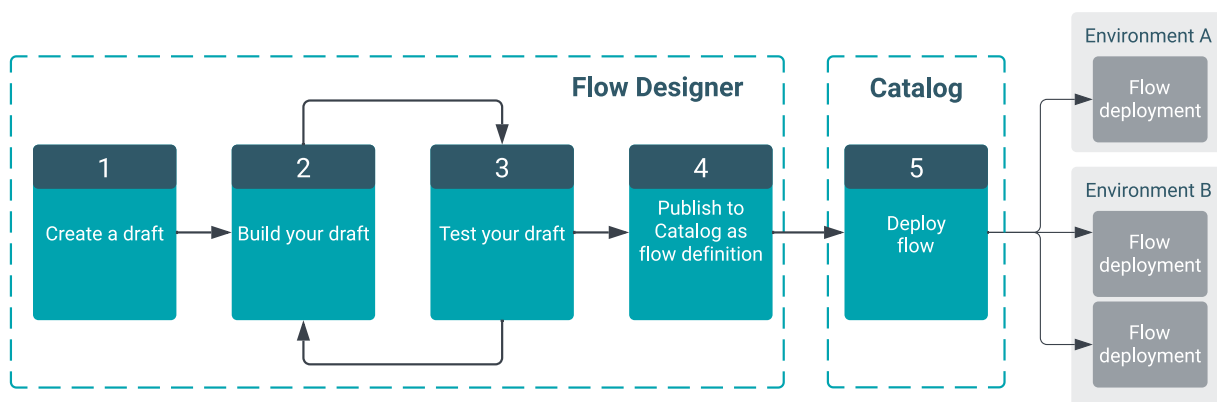 Flow Designer
1
Create a draft
2
Build your draft
3
Test your draft
4
Publish to
Catalog as
flow definition
Catalog
5
Deploy
flow
Environment A
Flow
deployment
Environment B
Flow
deployment
Flow
deployment